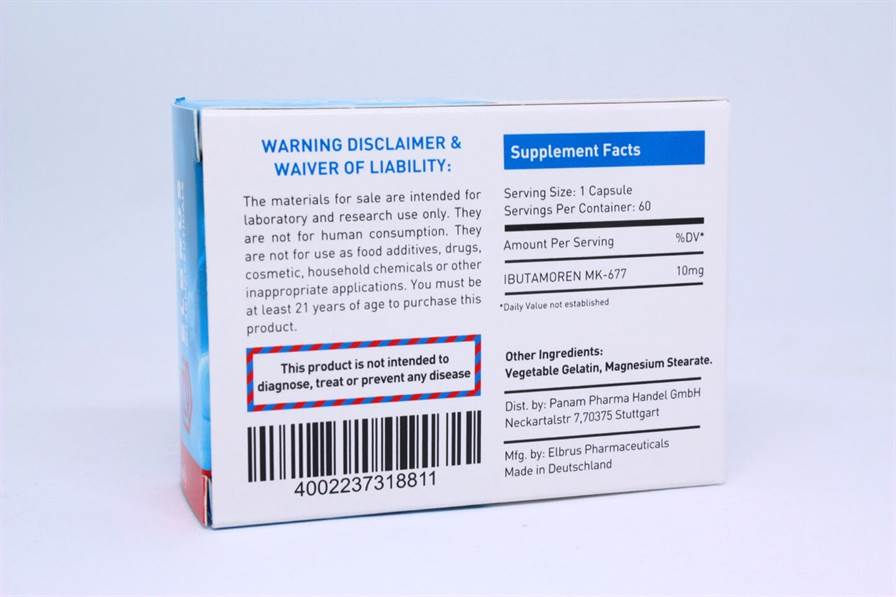 WARNING DISCLAIMER &
WAIVER OF LIABILITY:
The materials for sale are intended for
laboratory and research use only. They
are not for human consumption. They
are not for use as food additives, drugs,
cosmetic, household chemicals or other
inappropriate applications. You must be
at least 21 years of age to purchase this
product.
This product is not intended to
diagnose, treat or prevent any disease
4002237318811
Supplement Facts
Serving Size: 1 Capsule
Servings Per Container: 60
Amount Per Serving %DV*
IBUTAMOREN MK-677 10mg
*Daily Value not established
Other Ingredients:
Vegetable Gelatin, Magnesium Stearate.
Dist. by: Panam Pharma Handel GmbH
Neckartalstr 7,70375 Stuttgart
Mfg. by: Elbrus Pharmaceuticals
Made in Deutschland